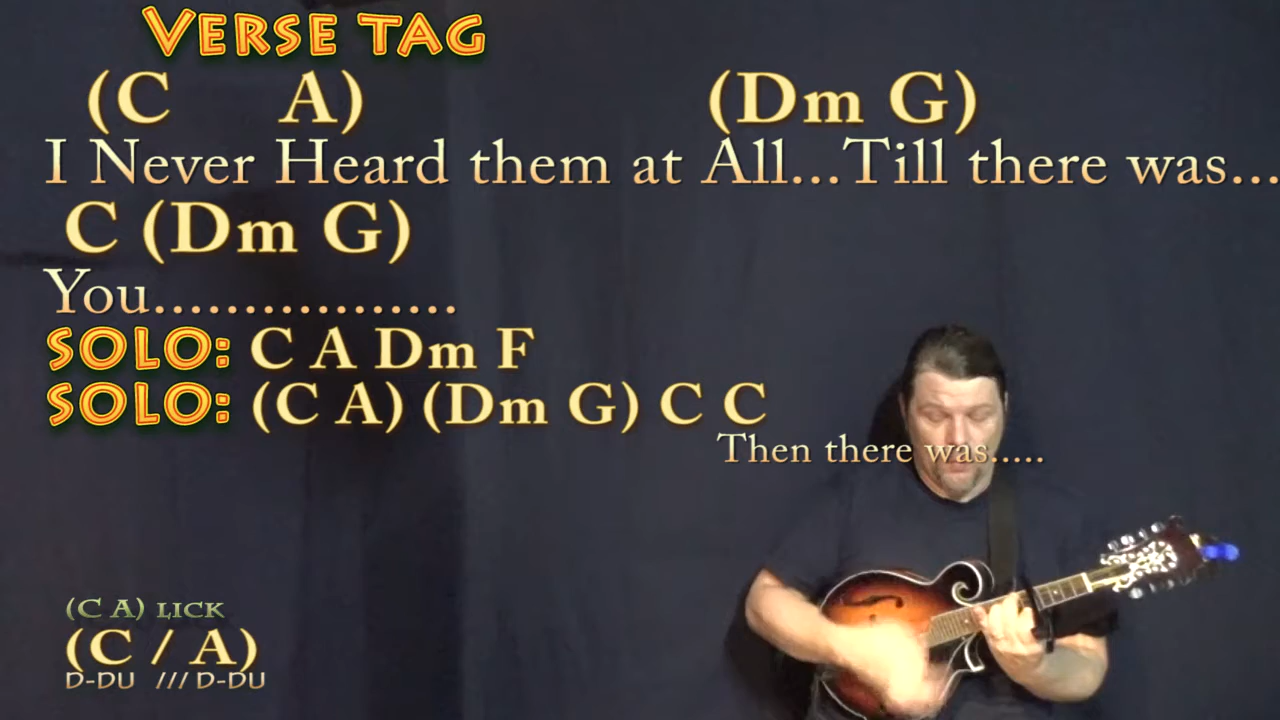 VERSE TAG
(C A) (Dm G)
I Never Heard them at All...Till there was...
C (Dm G)
You.................
SOLO: C A Dm F
SOLO: (C A) (Dm G) C C
Then there was.....
(C A) LICK
(C / A)
D-DU /// D-DU